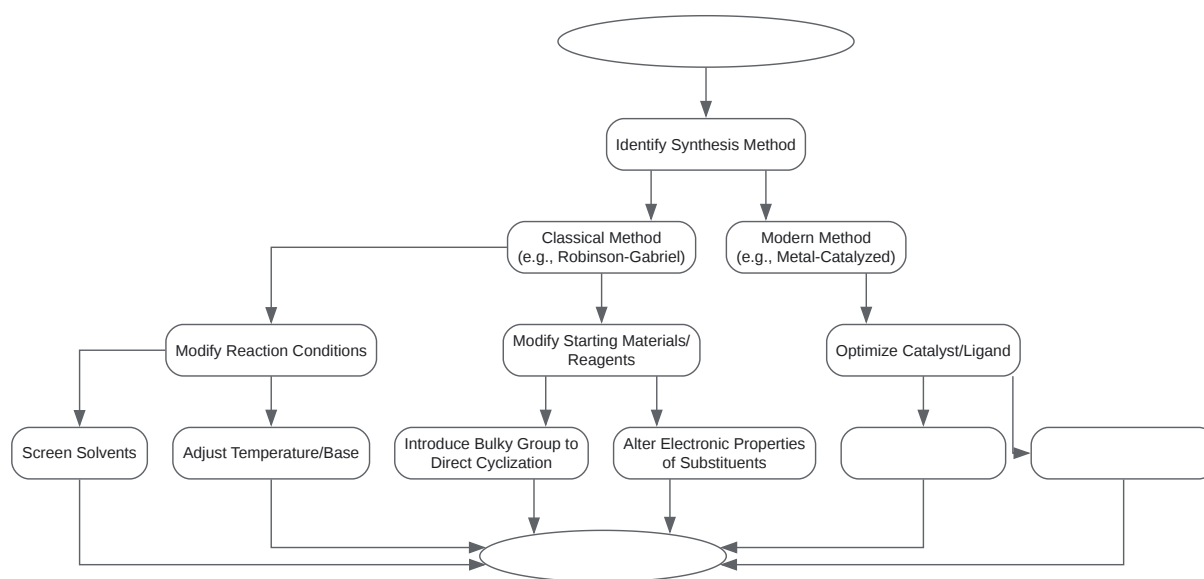 Identify Synthesis Method
Classical Method
(e.g., Robinson-Gabriel)
Modern Method
(e.g., Metal-Catalyzed)
Modify Reaction Conditions
Modify Starting Materials/
Reagents
Optimize Catalyst/Ligand
Screen Solvents
Adjust Temperature/Base
Introduce Bulky Group to
Direct Cyclization
Alter Electronic Properties
of Substituents